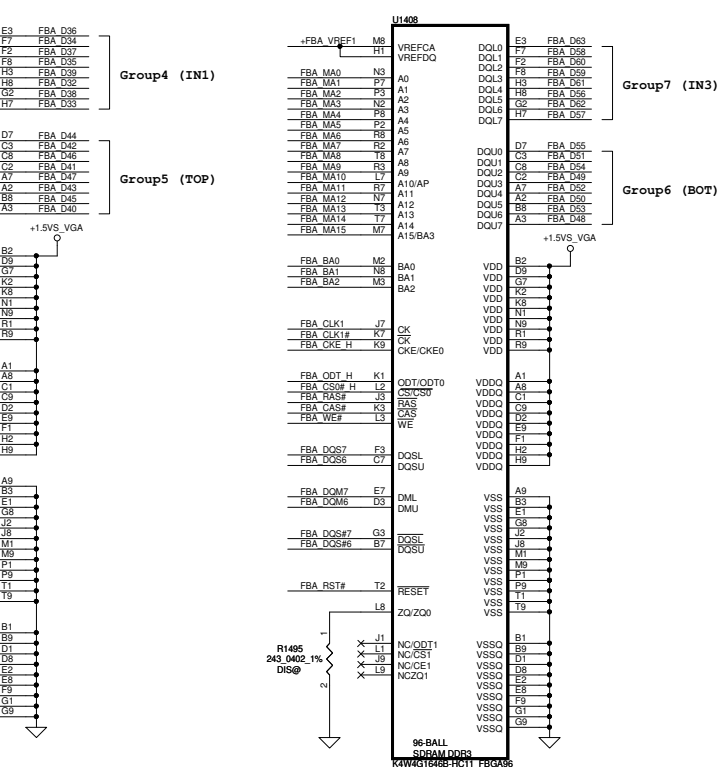 E3 FBA_D36
F7 FBA_D34
F2 FBA_D37
F8 FBA_D35
H3 FBA_D39
H8 FBA_D32
G2 FBA_D38
H7 FBA_D33
Group4 (IN1)
D7 FBA_D44
C3 FBA_D42
C8 FBA_D46
C2 FBA_D41
A7 FBA_D47
A2 FBA_D43
B8 FBA_D45
A3 FBA_D40
Group5 (TOP)
+1.5VS_VGA
B2
D9
G7
K2
K8
N1
N9
R1
R9
A1
A8
C1
C9
D2
E9
F1
H2
H9
A9
B3
E1
G8
J2
J8
M1
M9
P1
P9
T1
T9
B1
B9
D1
D8
E2
E8
F9
G1
G9
U1408
+FBA_VREF1 M8 VREFCA
H1 VREFDQ
FBA_MA0 N3 A0
FBA_MA1 P7 A1
FBA_MA2 P3 A2
FBA_MA3 N2 A3
FBA_MA4 P8 A4
FBA_MA5 P2 A5
FBA_MA6 R8 A6
FBA_MA7 R2 A7
FBA_MA8 T8 A8
FBA_MA9 R3 A9
FBA_MA10 L7 A10/AP
FBA_MA11 R7 A11
FBA_MA12 N7 A12
FBA_MA13 T3 A13
FBA_MA14 T7 A14
FBA_MA15 M7 A15/BA3
FBA_BA0 M2 BA0
FBA_BA1 N8 BA1
FBA_BA2 M3 BA2
FBA_CLK1 J7 CK
FBA_CLK1# K7 CK
FBA_CKE_H K9 CKE/CKE0
FBA_ODT_H K1 ODT/ODT0
FBA_CS0#_H L2 CS/CS0
FBA_RAS# J3 RAS
FBA_CAS# K3 CAS
FBA_WE# L3 WE
FBA_DQS7 F3 DQSL
FBA_DQS6 C7 DQSU
FBA_DQM7 E7 DML
FBA_DQM6 D3 DMU
FBA_DQS#7 G3 DQSL
FBA_DQS#6 B7 DQSU
FBA_RST# T2 RESET
L8 ZQ/ZQ0
J1 NC/ODT1
L1 NC/CS1
J9 NC/CE1
L9 NCZQ1
1
R1495
243_0402_1%
DIS@
2
DQL0 E3 FBA_D63
DQL1 F7 FBA_D58
DQL2 F2 FBA_D60
DQL3 F8 FBA_D59
DQL4 H3 FBA_D61
DQL5 H8 FBA_D56
DQL6 G2 FBA_D62
DQL7 H7 FBA_D57
Group7 (IN3)
DQU0 D7 FBA_D55
DQU1 C3 FBA_D51
DQU2 C8 FBA_D54
DQU3 C2 FBA_D49
DQU4 A7 FBA_D52
DQU5 A2 FBA_D50
DQU6 B8 FBA_D53
DQU7 A3 FBA_D48
Group6 (BOT)
+1.5VS_VGA
VDD B2
VDD D9
VDD G7
VDD K2
VDD K8
VDD N1
VDD N9
VDD R1
VDD R9
VDDQ A1
VDDQ A8
VDDQ C1
VDDQ C9
VDDQ D2
VDDQ E9
VDDQ F1
VDDQ H2
VDDQ H9
VSS A9
VSS B3
VSS E1
VSS G8
VSS J2
VSS J8
VSS M1
VSS M9
VSS P1
VSS P9
VSS T1
VSS T9
VSSQ B1
VSSQ B9
VSSQ D1
VSSQ D8
VSSQ E2
VSSQ E8
VSSQ F9
VSSQ G1
VSSQ G9
96-BALL
SDRAM DDR3
K4W4G1646B-HC11_FBGA96